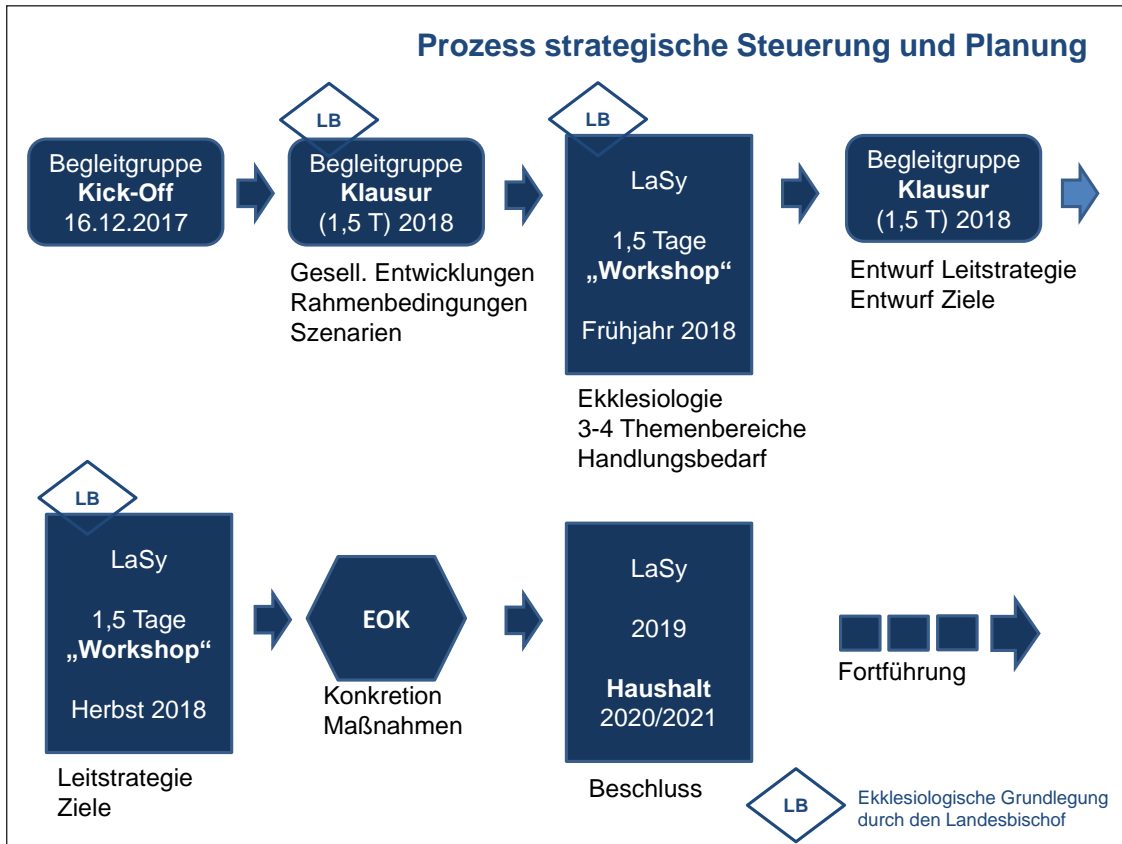 Prozess strategische Steuerung und Planung
LB
Begleitgruppe
Kick-Off
16.12.2017
Begleitgruppe
Klausur
(1,5 T) 2018
Gesell. Entwicklungen
Rahmenbedingungen
Szenarien
LB
LaSy
1,5 Tage
„Workshop“
Frühjahr 2018
Ekklesiologie
3-4 Themenbereiche
Handlungsbedarf
Begleitgruppe
Klausur
(1,5 T) 2018
Entwurf Leitstrategie
Entwurf Ziele
LB
LaSy
1,5 Tage
„Workshop“
Herbst 2018
Leitstrategie
Ziele
EOK
Konkretion
Maßnahmen
LaSy
2019
Haushalt
2020/2021
Beschluss
Fortführung
LB
Ekklesiologische Grundlegung
durch den Landesbischof